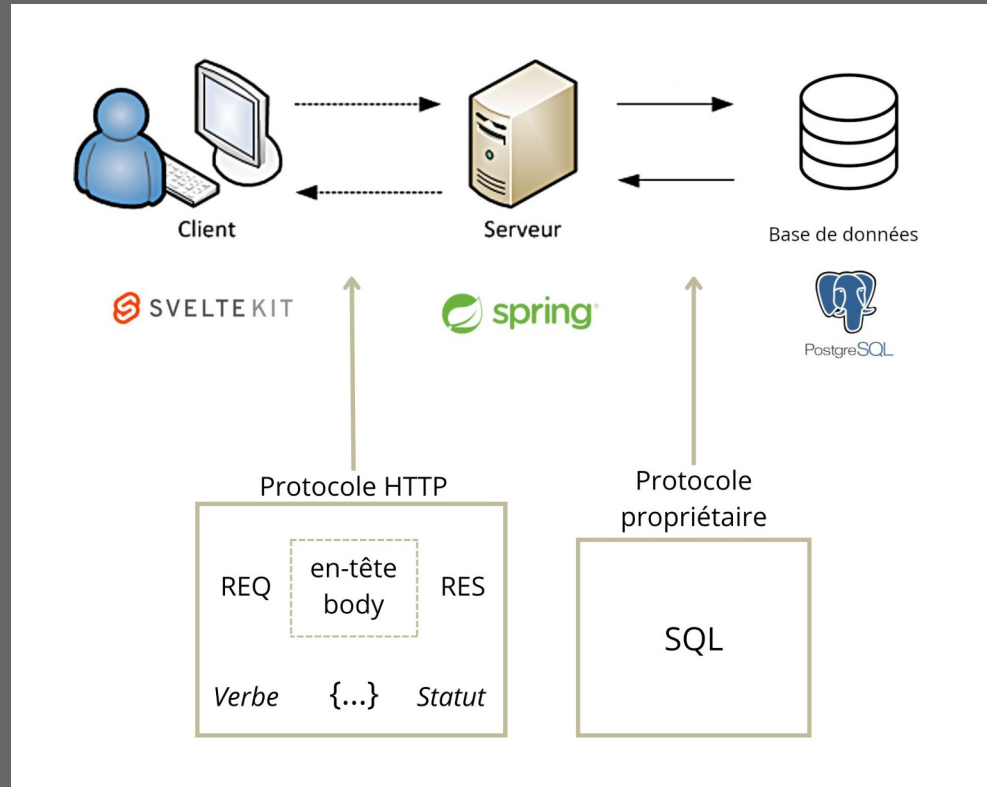 Client
Serveur
Base de données
SVELTEKIT
spring
PostgreSQL
Protocole HTTP
REQ
en-tête
body
RES
Verbe
{...}
Statut
Protocole
propriétaire
SQL